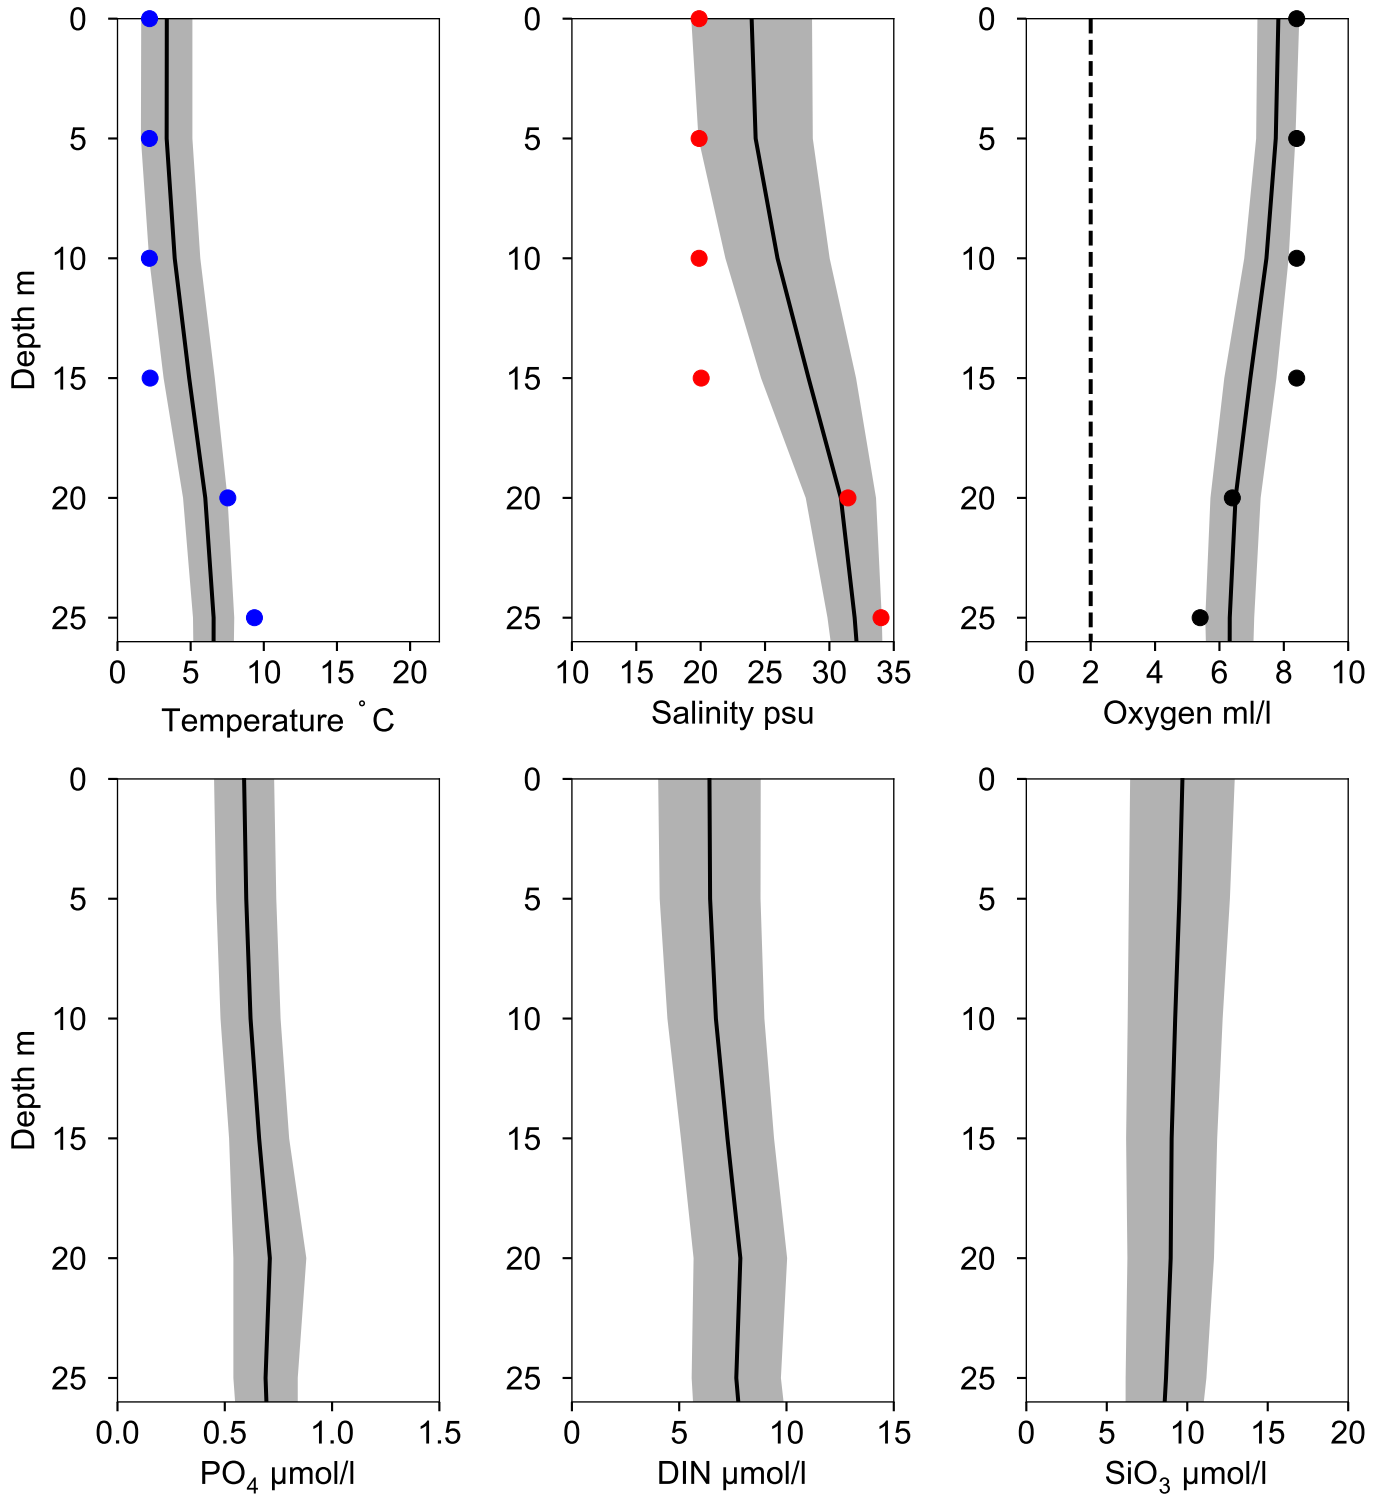 0
5
10
15
20
25
Depth m
0 5 10 15 20
Temperature °C
0
5
10
15
20
25
10 15 20 25 30 35
Salinity psu
0
5
10
15
20
25
0 2 4 6 8 10
Oxygen ml/l
0
5
10
15
20
25
Depth m
0.0 0.5 1.0 1.5
PO₄ µmol/l
0
5
10
15
20
25
0 5 10 15
DIN µmol/l
0
5
10
15
20
25
0 5 10 15 20
SiO₃ µmol/l